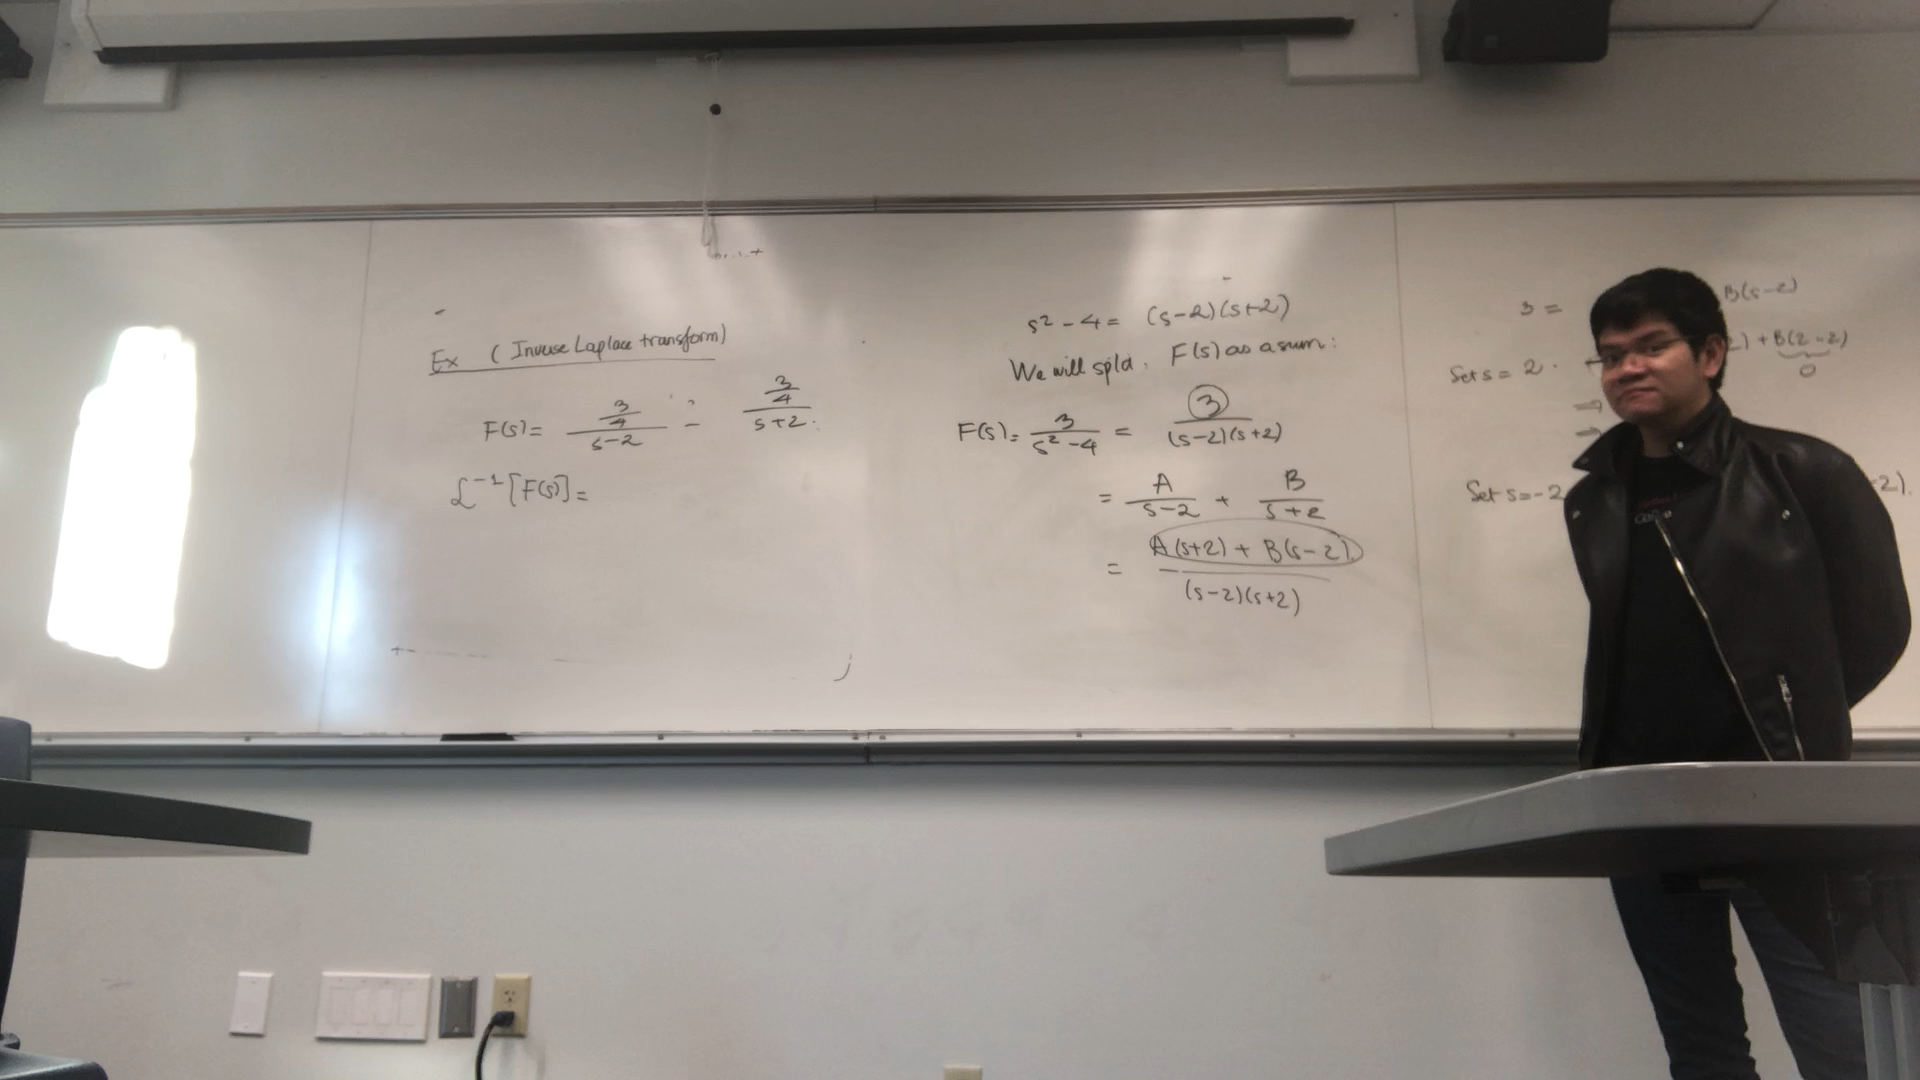 Ex (Inverse Laplace transform)
F(s) = 3/4 / s-2 - 3/4 / s+2.
L⁻¹[F(s)] =
s² - 4 = (s-2)(s+2)
We will F(s) as a sum:
F(s) = 3 / s² - 4 = 3 / (s-2)(s+2)
= A / s-2 + B / s+2
= A(s+2) + B(s-2) / (s-2)(s+2)
3 = B(s-2)
Set s = 2 . 2) + B(2-2)
0
⇒
⇒
Set s = -2 -2).